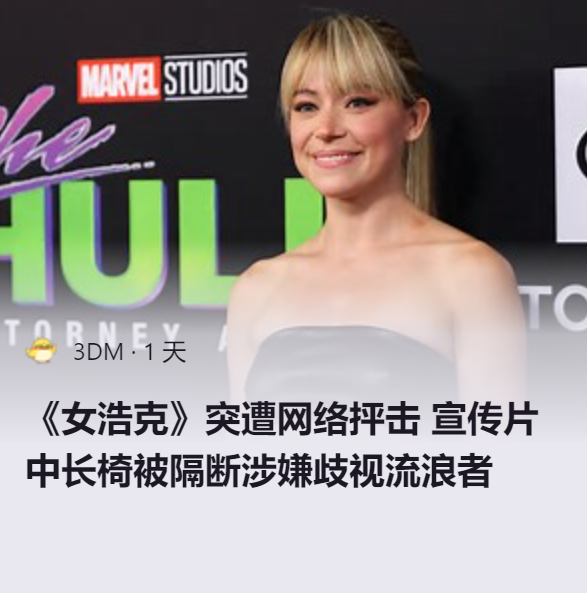 MARVEL STUDIOS
She
HUL
TORNEY A
TO
3DM · 1 天
《女浩克》突遭网络抨击 宣传片
中长椅被隔断涉嫌歧视流浪者